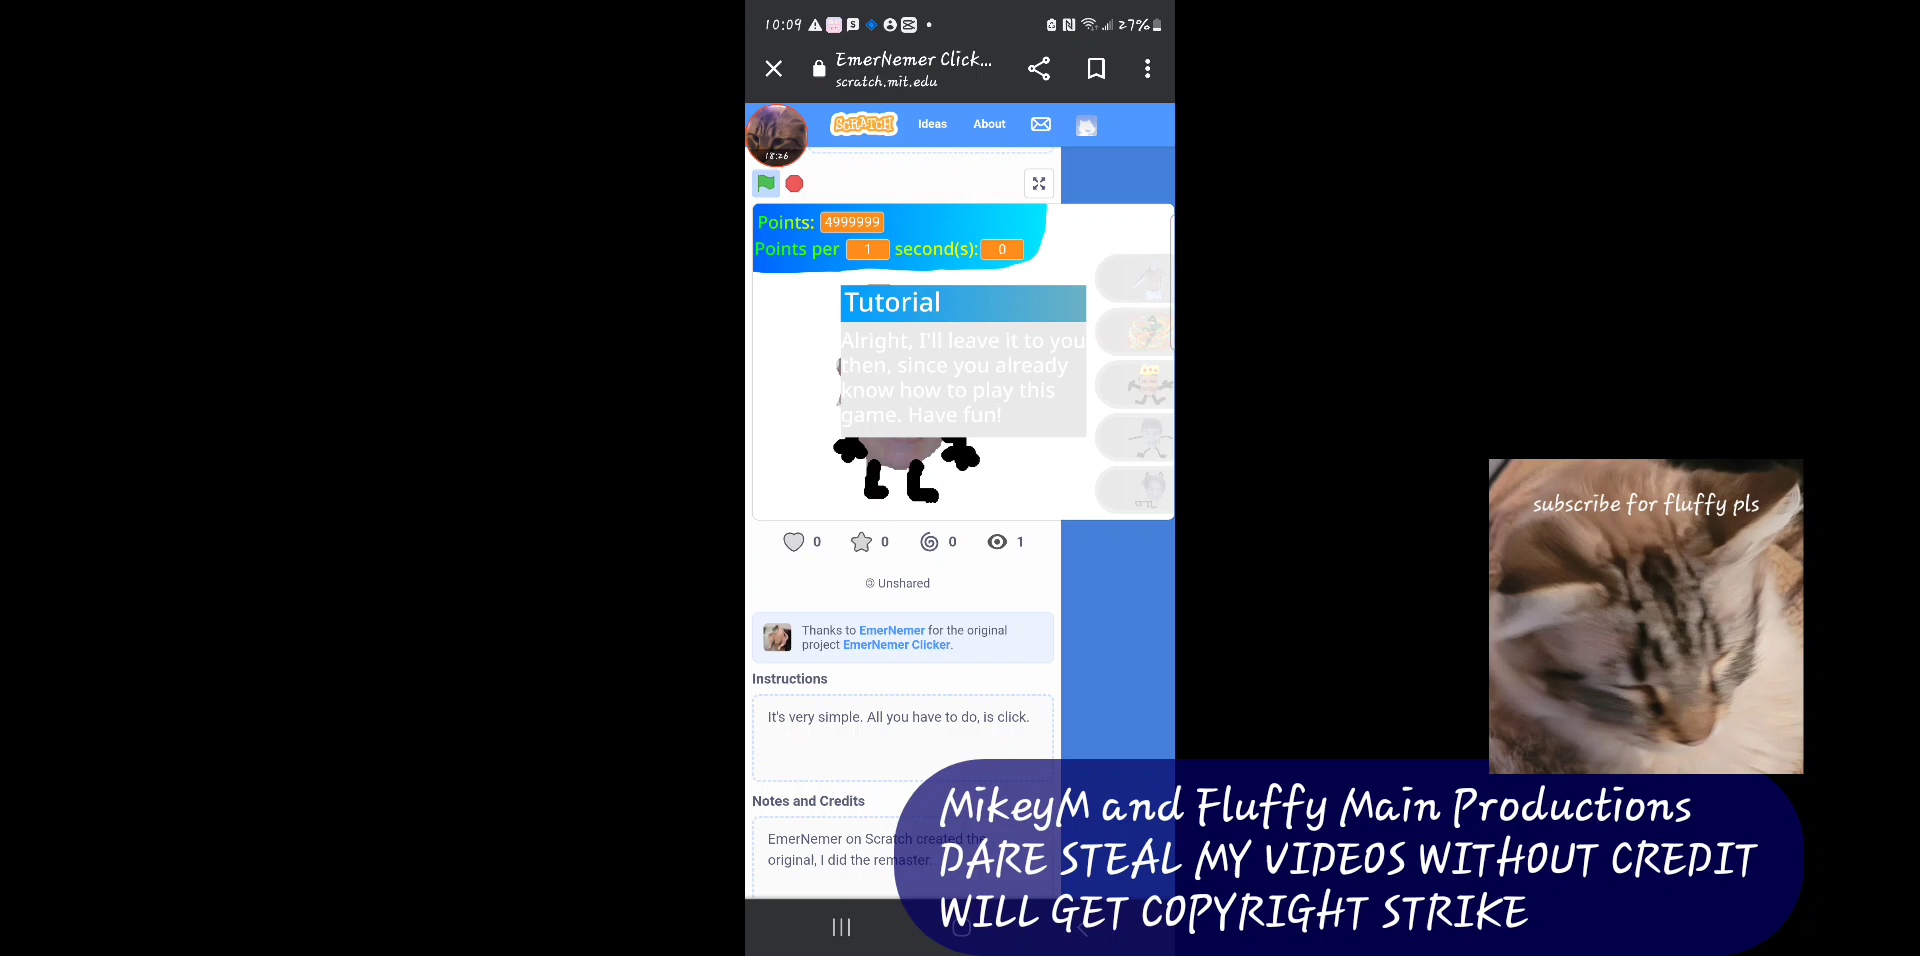 10:09
27%
EmerNemer Click...
scratch.mit.edu
SCRATCH
Ideas
About
18:26
Points: 4999999
Points per 1 second(s): 0
Tutorial
Alright, I'll leave it to you
then, since you already
know how to play this
game. Have fun!
0 0 0 1
Unshared
Thanks to EmerNemer for the original
project EmerNemer Clicker.
Instructions
It's very simple. All you have to do, is click.
Notes and Credits
EmerNemer on Scratch created the
original, I did the remaster.
subscribe for fluffy pls
MikeyM and Fluffy Main Productions
DARE STEAL MY VIDEOS WITHOUT CREDIT
WILL GET COPYRIGHT STRIKE